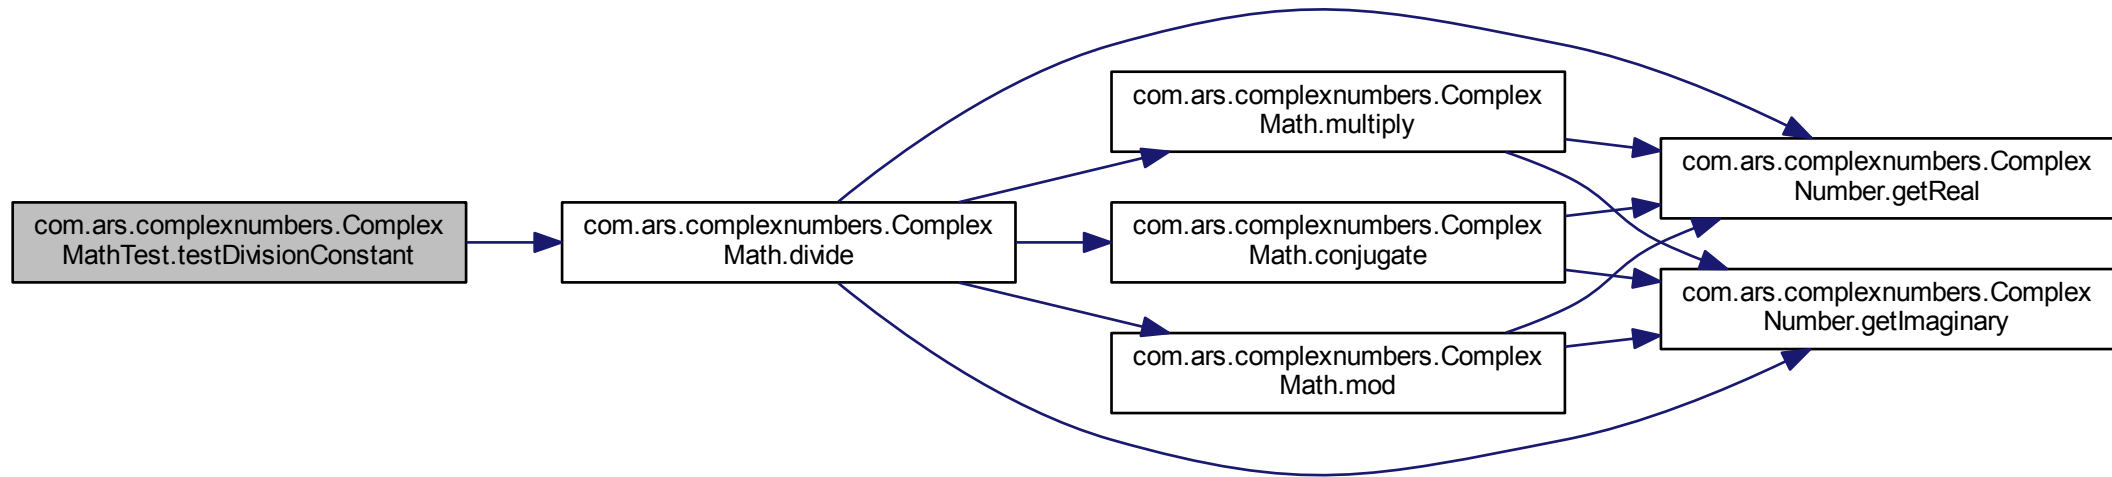 com.ars.complexnumbers.Complex
MathTest.testDivisionConstant
com.ars.complexnumbers.Complex
Math.divide
com.ars.complexnumbers.Complex
Math.multiply
com.ars.complexnumbers.Complex
Math.conjugate
com.ars.complexnumbers.Complex
Math.mod
com.ars.complexnumbers.Complex
Number.getReal
com.ars.complexnumbers.Complex
Number.getImaginary